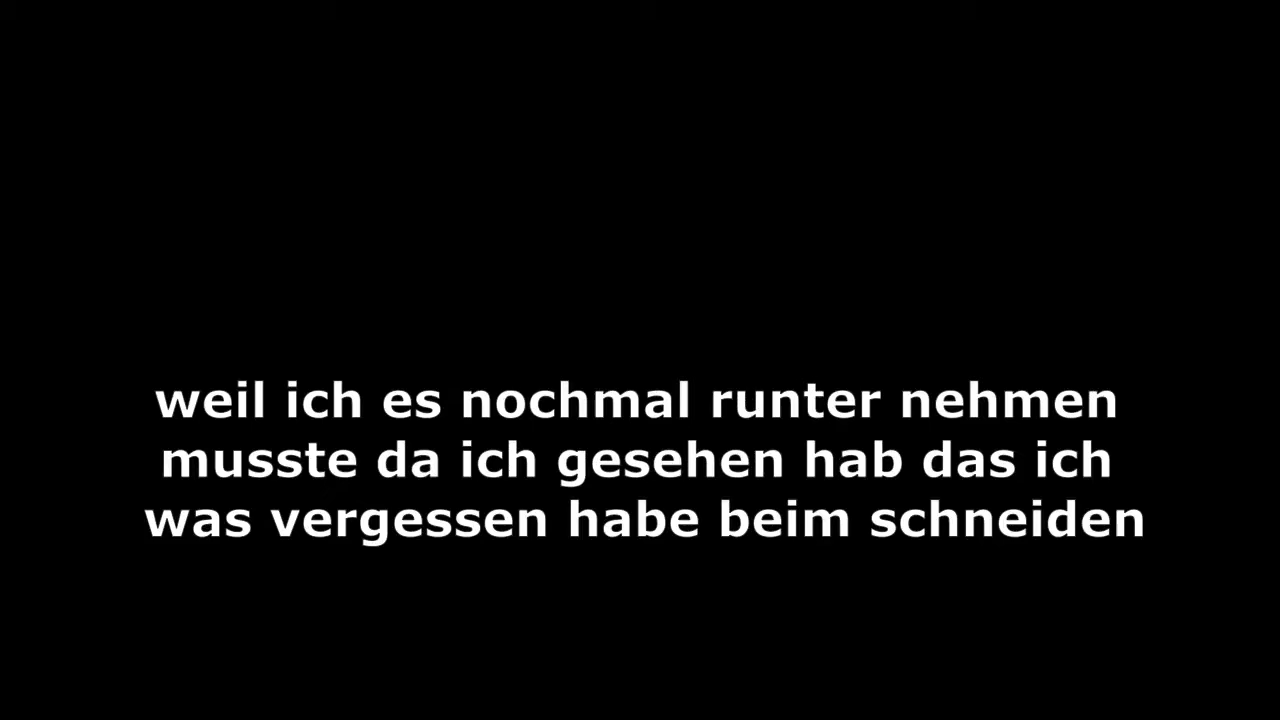 weil ich es nochmal runter nehmen
musste da ich gesehen hab das ich
was vergessen habe beim schneiden